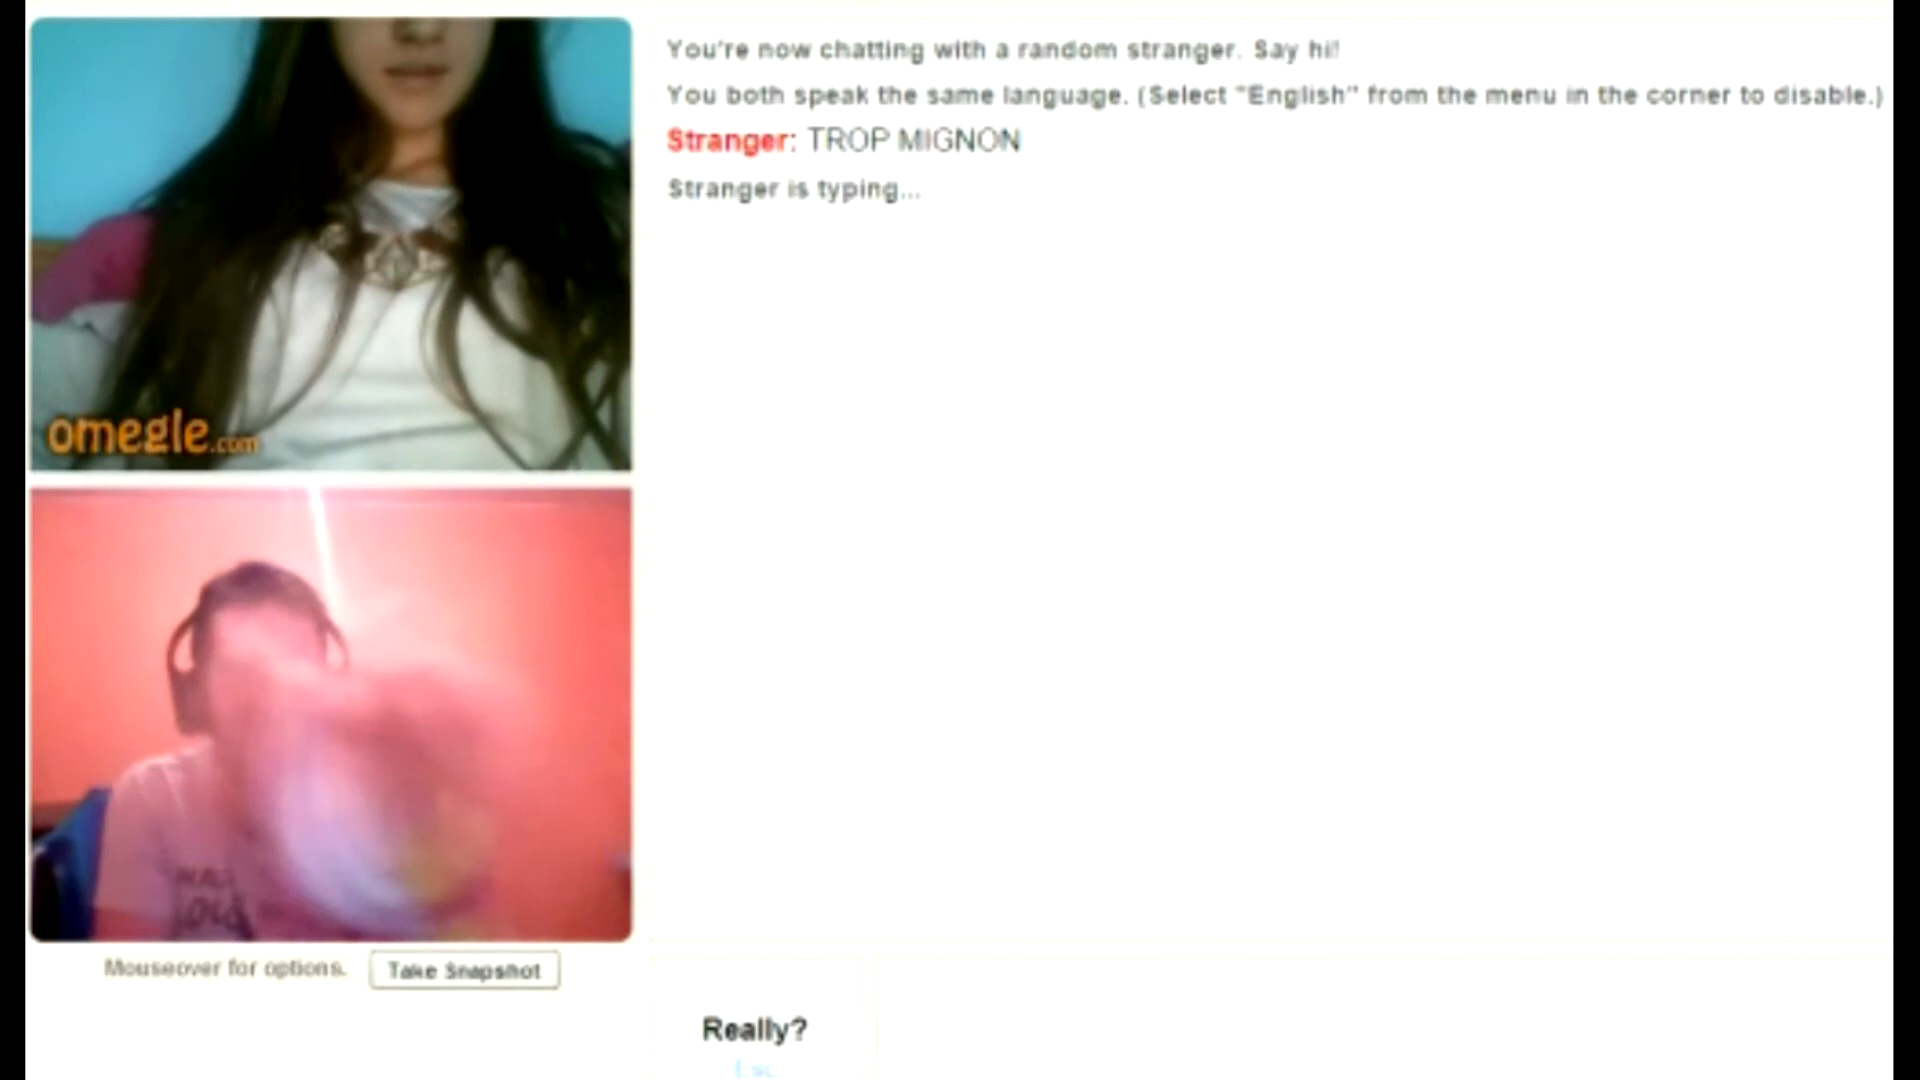 You're now chatting with a random stranger. Say hi!
You both speak the same language. (Select "English" from the menu in the corner to disable.)
Stranger: TROP MIGNON
Stranger is typing...
omegle.com
Mouseover for options.
Take Snapshot
Really?
Esc